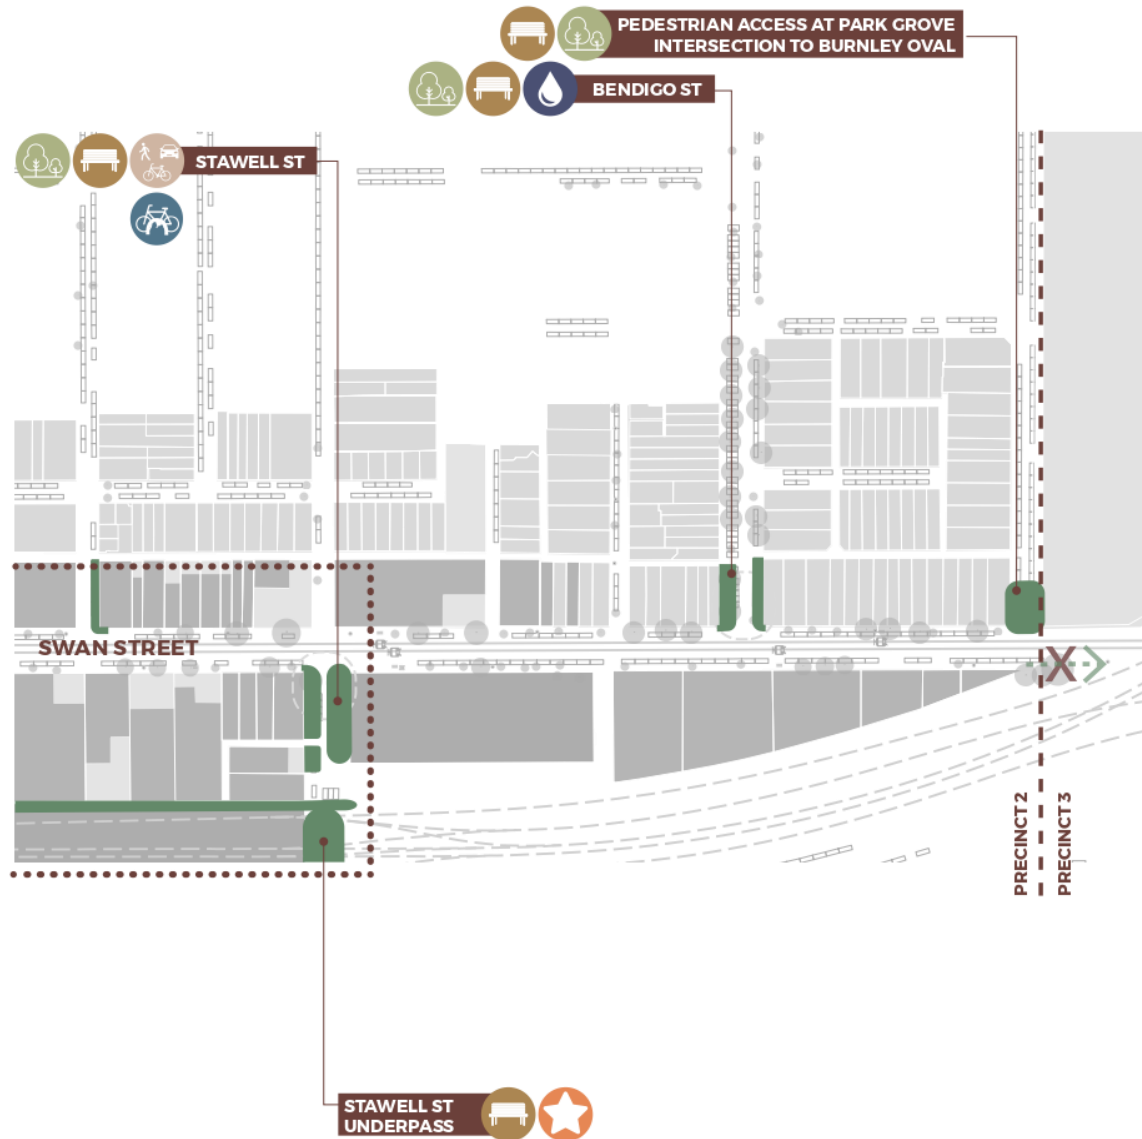 PEDESTRIAN ACCESS AT PARK GROVE
INTERSECTION TO BURNLEY OVAL
BENDIGO ST
STAWELL ST
SWAN STREET
X
PRECINCT 2
PRECINCT 3
STAWELL ST
UNDERPASS